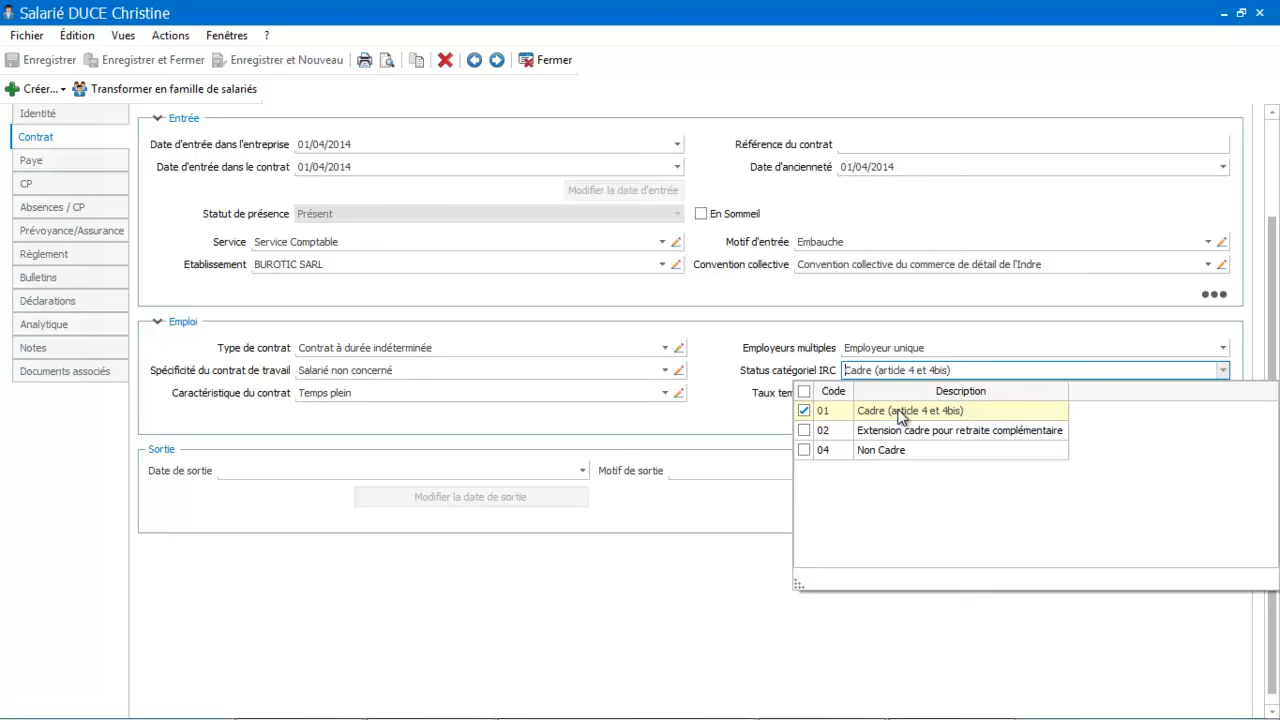 Salarié DUCE Christine
Fichier Édition Vues Actions Fenêtres ?
Enregistrer Enregistrer et Fermer Enregistrer et Nouveau Fermer
Créer... Transformer en famille de salariés
Identité
Contrat
Paye
CP
Absences / CP
Prévoyance/Assurance
Règlement
Bulletins
Déclarations
Analytique
Notes
Documents associés
Entrée
Date d'entrée dans l'entreprise 01/04/2014 Référence du contrat
Date d'entrée dans le contrat 01/04/2014 Date d'ancienneté 01/04/2014
Modifier la date d'entrée
Statut de présence Présent En Sommeil
Service Service Comptable Motif d'entrée Embauche
Etablissement BUROTIC SARL Convention collective Convention collective du commerce de détail de l'Indre
Emploi
Type de contrat Contrat à durée indéterminée Employeurs multiples Employeur unique
Spécificité du contrat de travail Salarié non concerné Status catégoriel IRC Cadre (article 4 et 4bis)
Caractéristique du contrat Temps plein Taux
Code Description
01 Cadre (article 4 et 4bis)
02 Extension cadre pour retraite complémentaire
04 Non Cadre
Sortie
Date de sortie Motif de sortie
Modifier la date de sortie